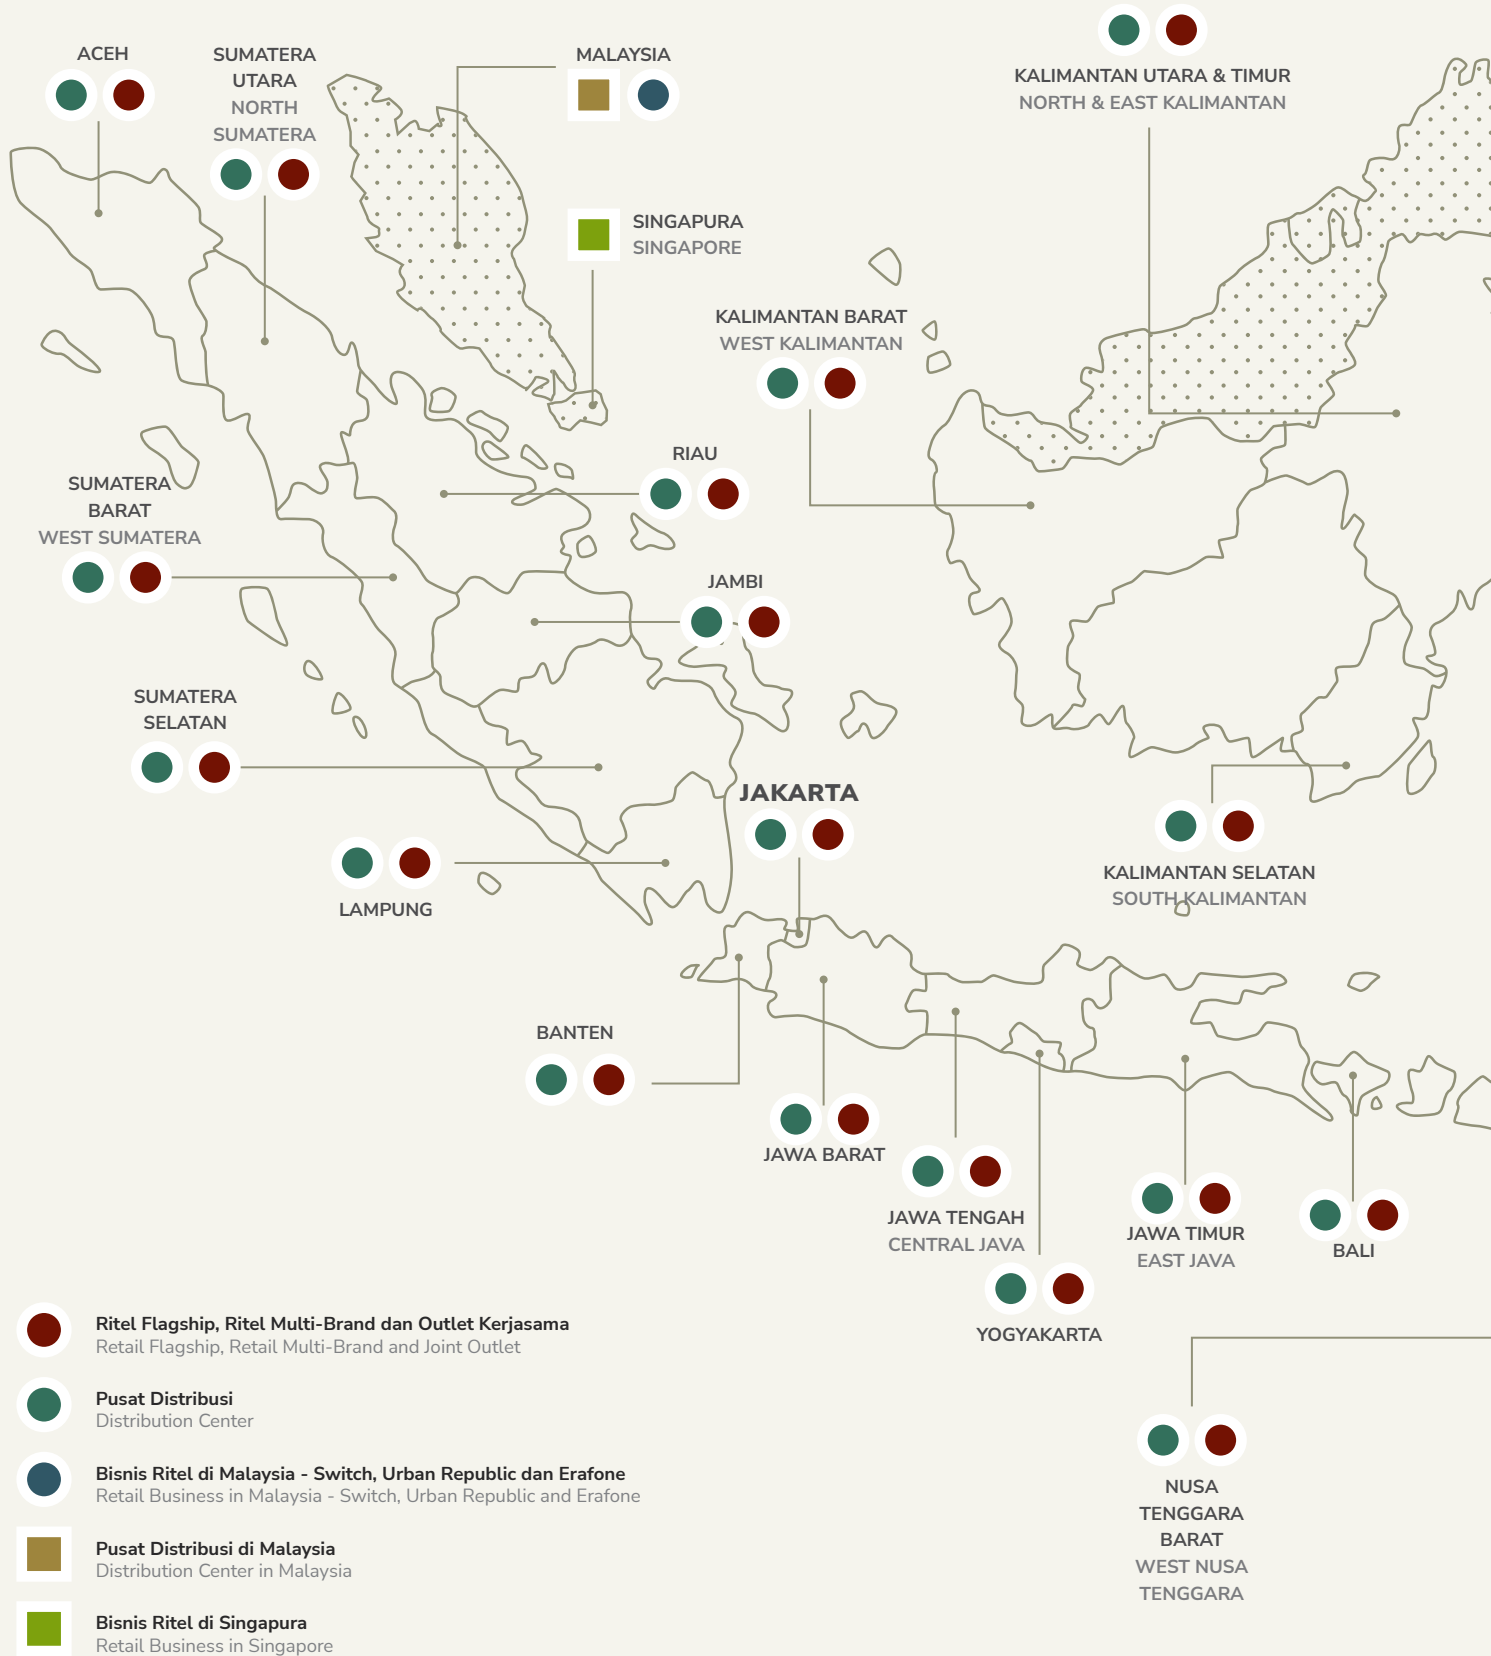 ACEH
SUMATERA
UTARA
NORTH
SUMATERA
MALAYSIA
KALIMANTAN UTARA & TIMUR
NORTH & EAST KALIMANTAN
SINGAPURA
SINGAPORE
KALIMANTAN BARAT
WEST KALIMANTAN
RIAU
SUMATERA
BARAT
WEST SUMATERA
JAMBI
SUMATERA
SELATAN
JAKARTA
LAMPUNG
KALIMANTAN SELATAN
SOUTH KALIMANTAN
BANTEN
JAWA BARAT
JAWA TENGAH
CENTRAL JAVA
JAWA TIMUR
EAST JAVA
BALI
YOGYAKARTA
NUSA
TENGGARA
BARAT
WEST NUSA
TENGGARA
Ritel Flagship, Ritel Multi-Brand dan Outlet Kerjasama
Retail Flagship, Retail Multi-Brand and Joint Outlet
Pusat Distribusi
Distribution Center
Bisnis Ritel di Malaysia - Switch, Urban Republic dan Erafone
Retail Business in Malaysia - Switch, Urban Republic and Erafone
Pusat Distribusi di Malaysia
Distribution Center in Malaysia
Bisnis Ritel di Singapura
Retail Business in Singapore